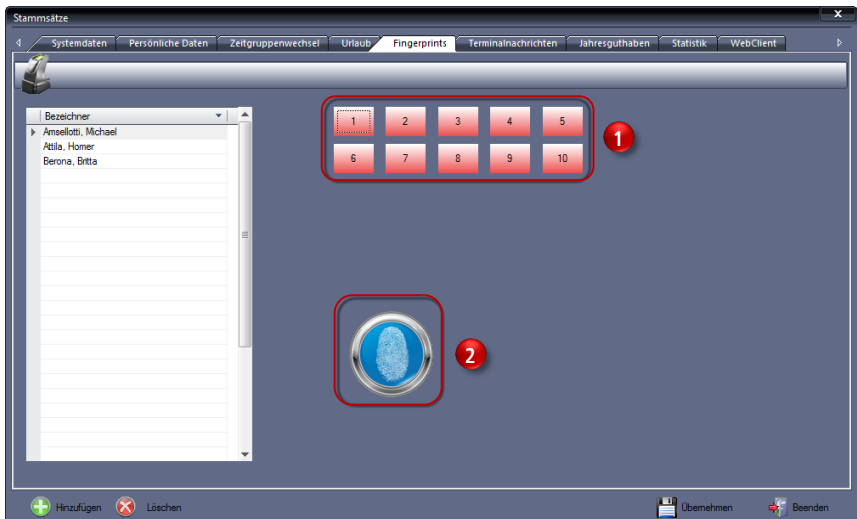 Stammsätze
x
Systemdaten Persönliche Daten Zeitgruppenwechsel Urlaub Fingerprints Terminalnachrichten Jahresguthaben Statistik WebClient
Bezeichner
Amsellotti, Michael
Attila, Homer
Berona, Britta
1 2 3 4 5
6 7 8 9 10
1
2
Hinzufügen Löschen Übernehmen Beenden